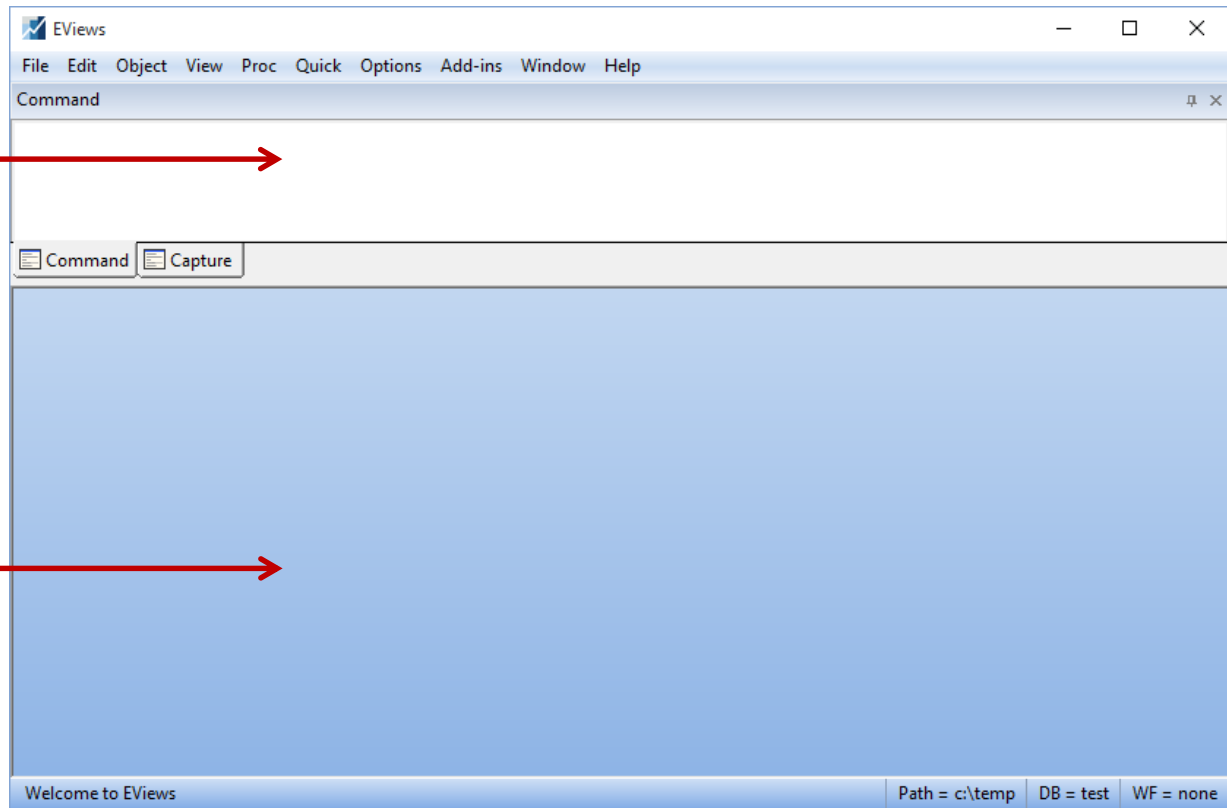 EViews
File Edit Object View Proc Quick Options Add-ins Window Help
Command
Command Capture
Welcome to EViews Path = c:\temp DB = test WF = none